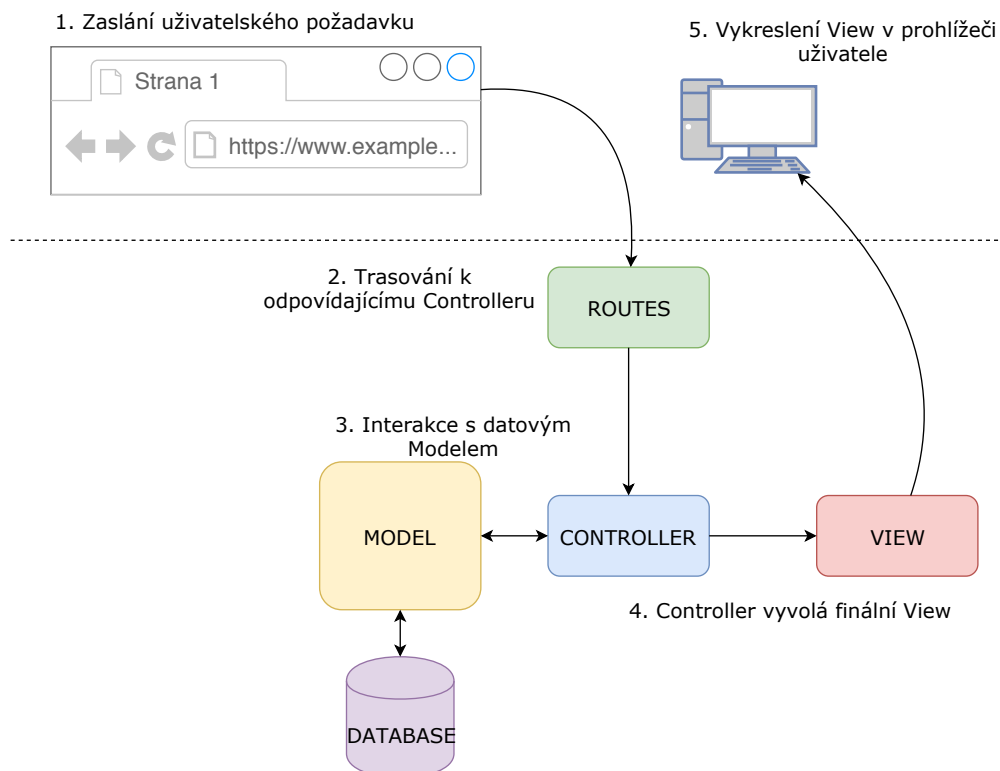 1. Zaslání uživatelského požadavku
Strana 1
https://www.example...
5. Vykreslení View v prohlížeči
uživatele
2. Trasování k
odpovídajícímu Controlleru
ROUTES
3. Interakce s datovým
Modelem
MODEL
CONTROLLER
VIEW
4. Controller vyvolá finální View
DATABASE